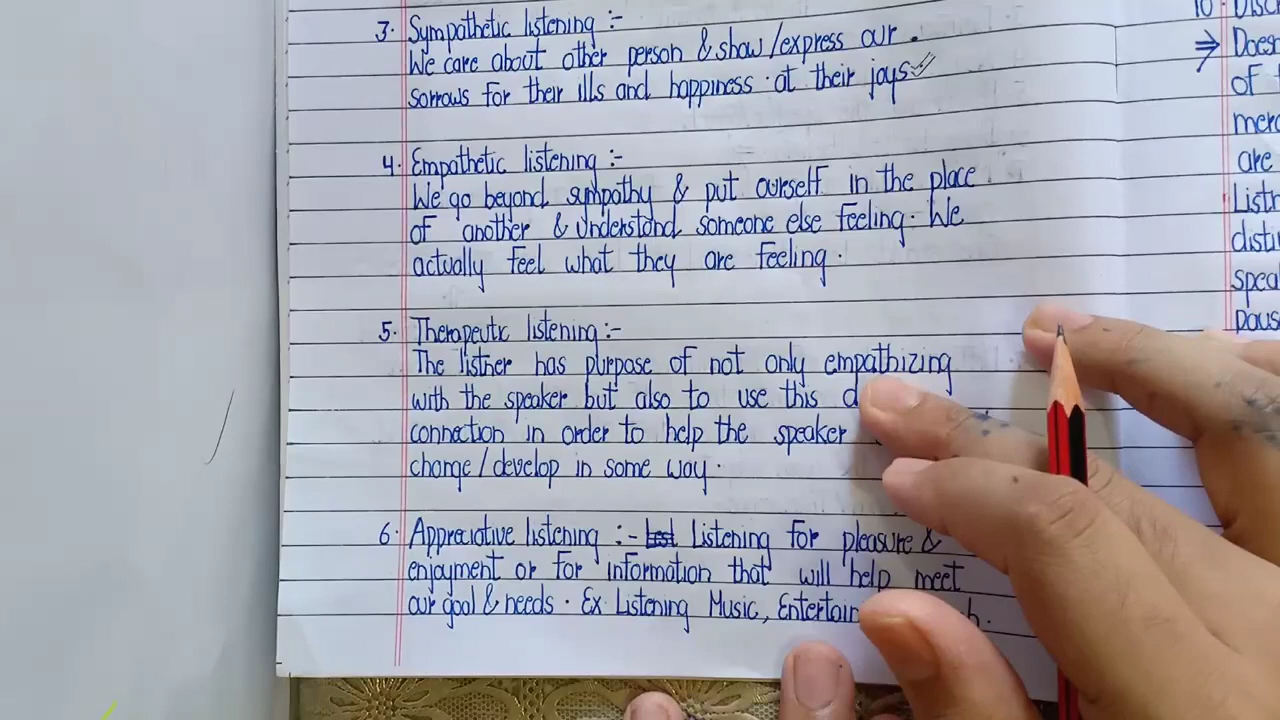 3. Sympathetic listening :-
We care about other person & show/express our .
sorrows for their ills and happiness at their joys
4. Empathetic listening :-
We go beyond sympathy & put ourself in the place
of another & Understand someone else feeling. We
actually feel what they are feeling.
5. Therapeutic listening:-
The listner has purpose of not only empathizing
with the speaker but also to use this
connection in order to help the speaker
change/develop in some way.
6. Appreciative listening :- Listening for pleasure &
enjoyment or for information that will help meet
our goal & needs. Ex Listening Music,
10.
⇒
of
are